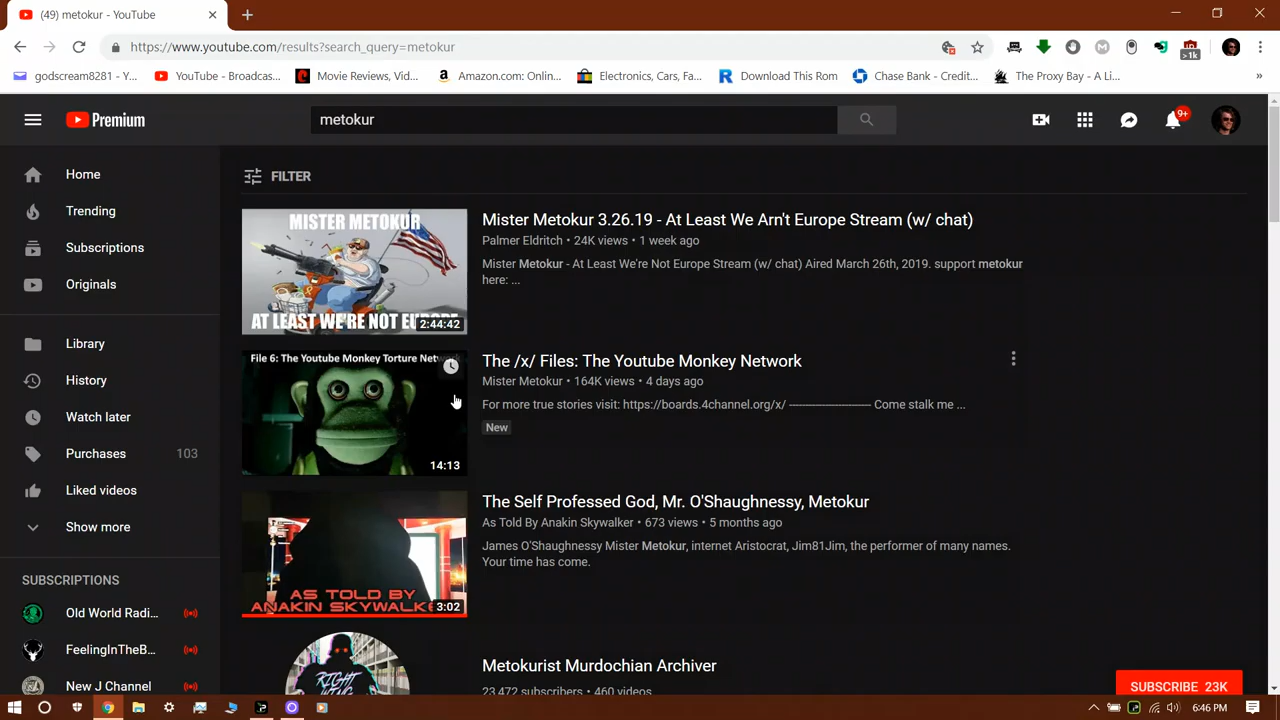 (49) metokur - YouTube
https://www.youtube.com/results?search_query=metokur
>1k
godscream8281 - Y...
YouTube - Broadcas...
Movie Reviews, Vid...
Amazon.com: Onlin...
Electronics, Cars, Fa...
Download This Rom
Chase Bank - Credit...
The Proxy Bay - A Li...
»
Premium
metokur
9+
Home
Trending
Subscriptions
Originals
Library
History
Watch later
Purchases 103
Liked videos
Show more
SUBSCRIPTIONS
Old World Radi...
FeelingInTheB...
New J Channel
FILTER
MISTER METOKUR
AT LEAST WE'RE NOT EUROPE
2:44:42
Mister Metokur 3.26.19 - At Least We Arn't Europe Stream (w/ chat)
Palmer Eldritch • 24K views • 1 week ago
Mister Metokur - At Least We're Not Europe Stream (w/ chat) Aired March 26th, 2019. support metokur
here: ...
File 6: The Youtube Monkey Torture Network
14:13
The /x/ Files: The Youtube Monkey Network
Mister Metokur • 164K views • 4 days ago
For more true stories visit: https://boards.4channel.org/x/ ------------------------- Come stalk me ...
New
AS TOLD BY
ANAKIN SKYWALKE
3:02
The Self Professed God, Mr. O'Shaughnessy, Metokur
As Told By Anakin Skywalker • 673 views • 5 months ago
James O'Shaughnessy Mister Metokur, internet Aristocrat, Jim81Jim, the performer of many names.
Your time has come.
RIGHT
Metokurist Murdochian Archiver
23,472 subscribers • 460 videos
SUBSCRIBE 23K
6:46 PM